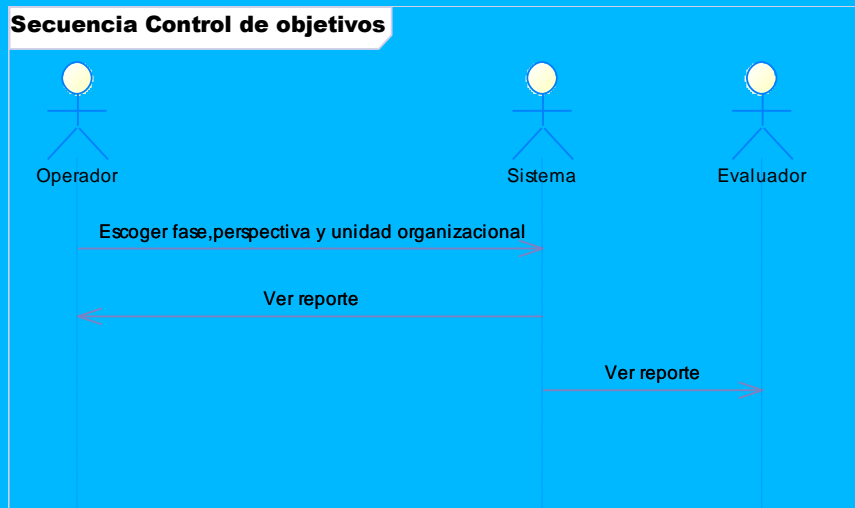 Secuencia Control de objetivos
Operador
Sistema
Evaluador
Escoger fase,perspectiva y unidad organizacional
Ver reporte
Ver reporte